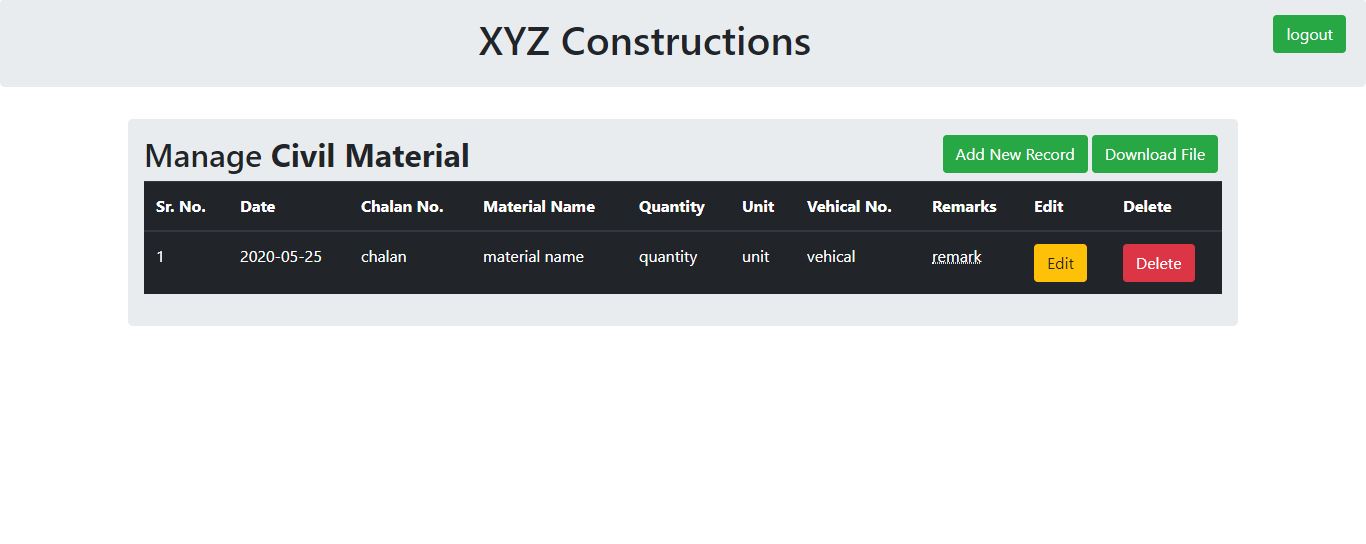 XYZ Constructions
logout
Manage Civil Material
Add New Record Download File
Sr. No. Date Chalan No. Material Name Quantity Unit Vehical No. Remarks Edit Delete
1 2020-05-25 chalan material name quantity unit vehical remark Edit Delete